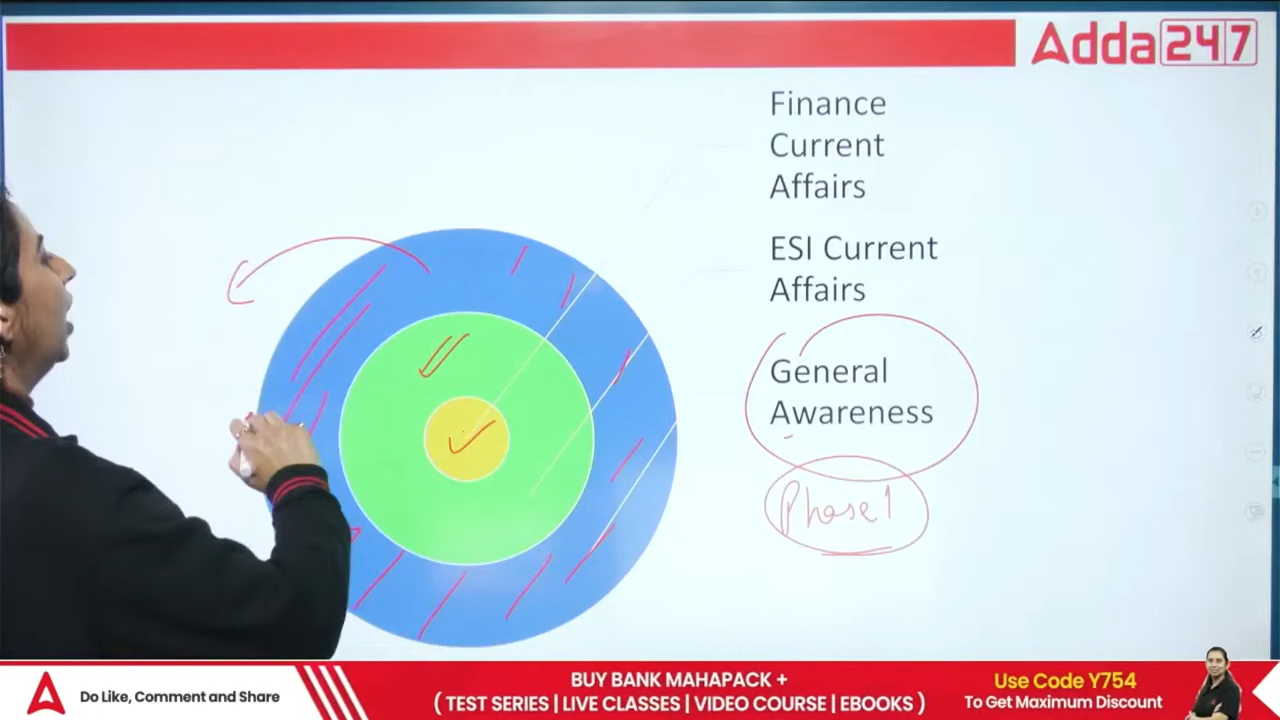 Adda247
Finance
Current
Affairs
ESI Current
Affairs
General
Awareness
Phase 1
Do Like, Comment and Share
BUY BANK MAHAPACK +
( TEST SERIES | LIVE CLASSES | VIDEO COURSE | EBOOKS )
Use Code Y754
To Get Maximum Discount